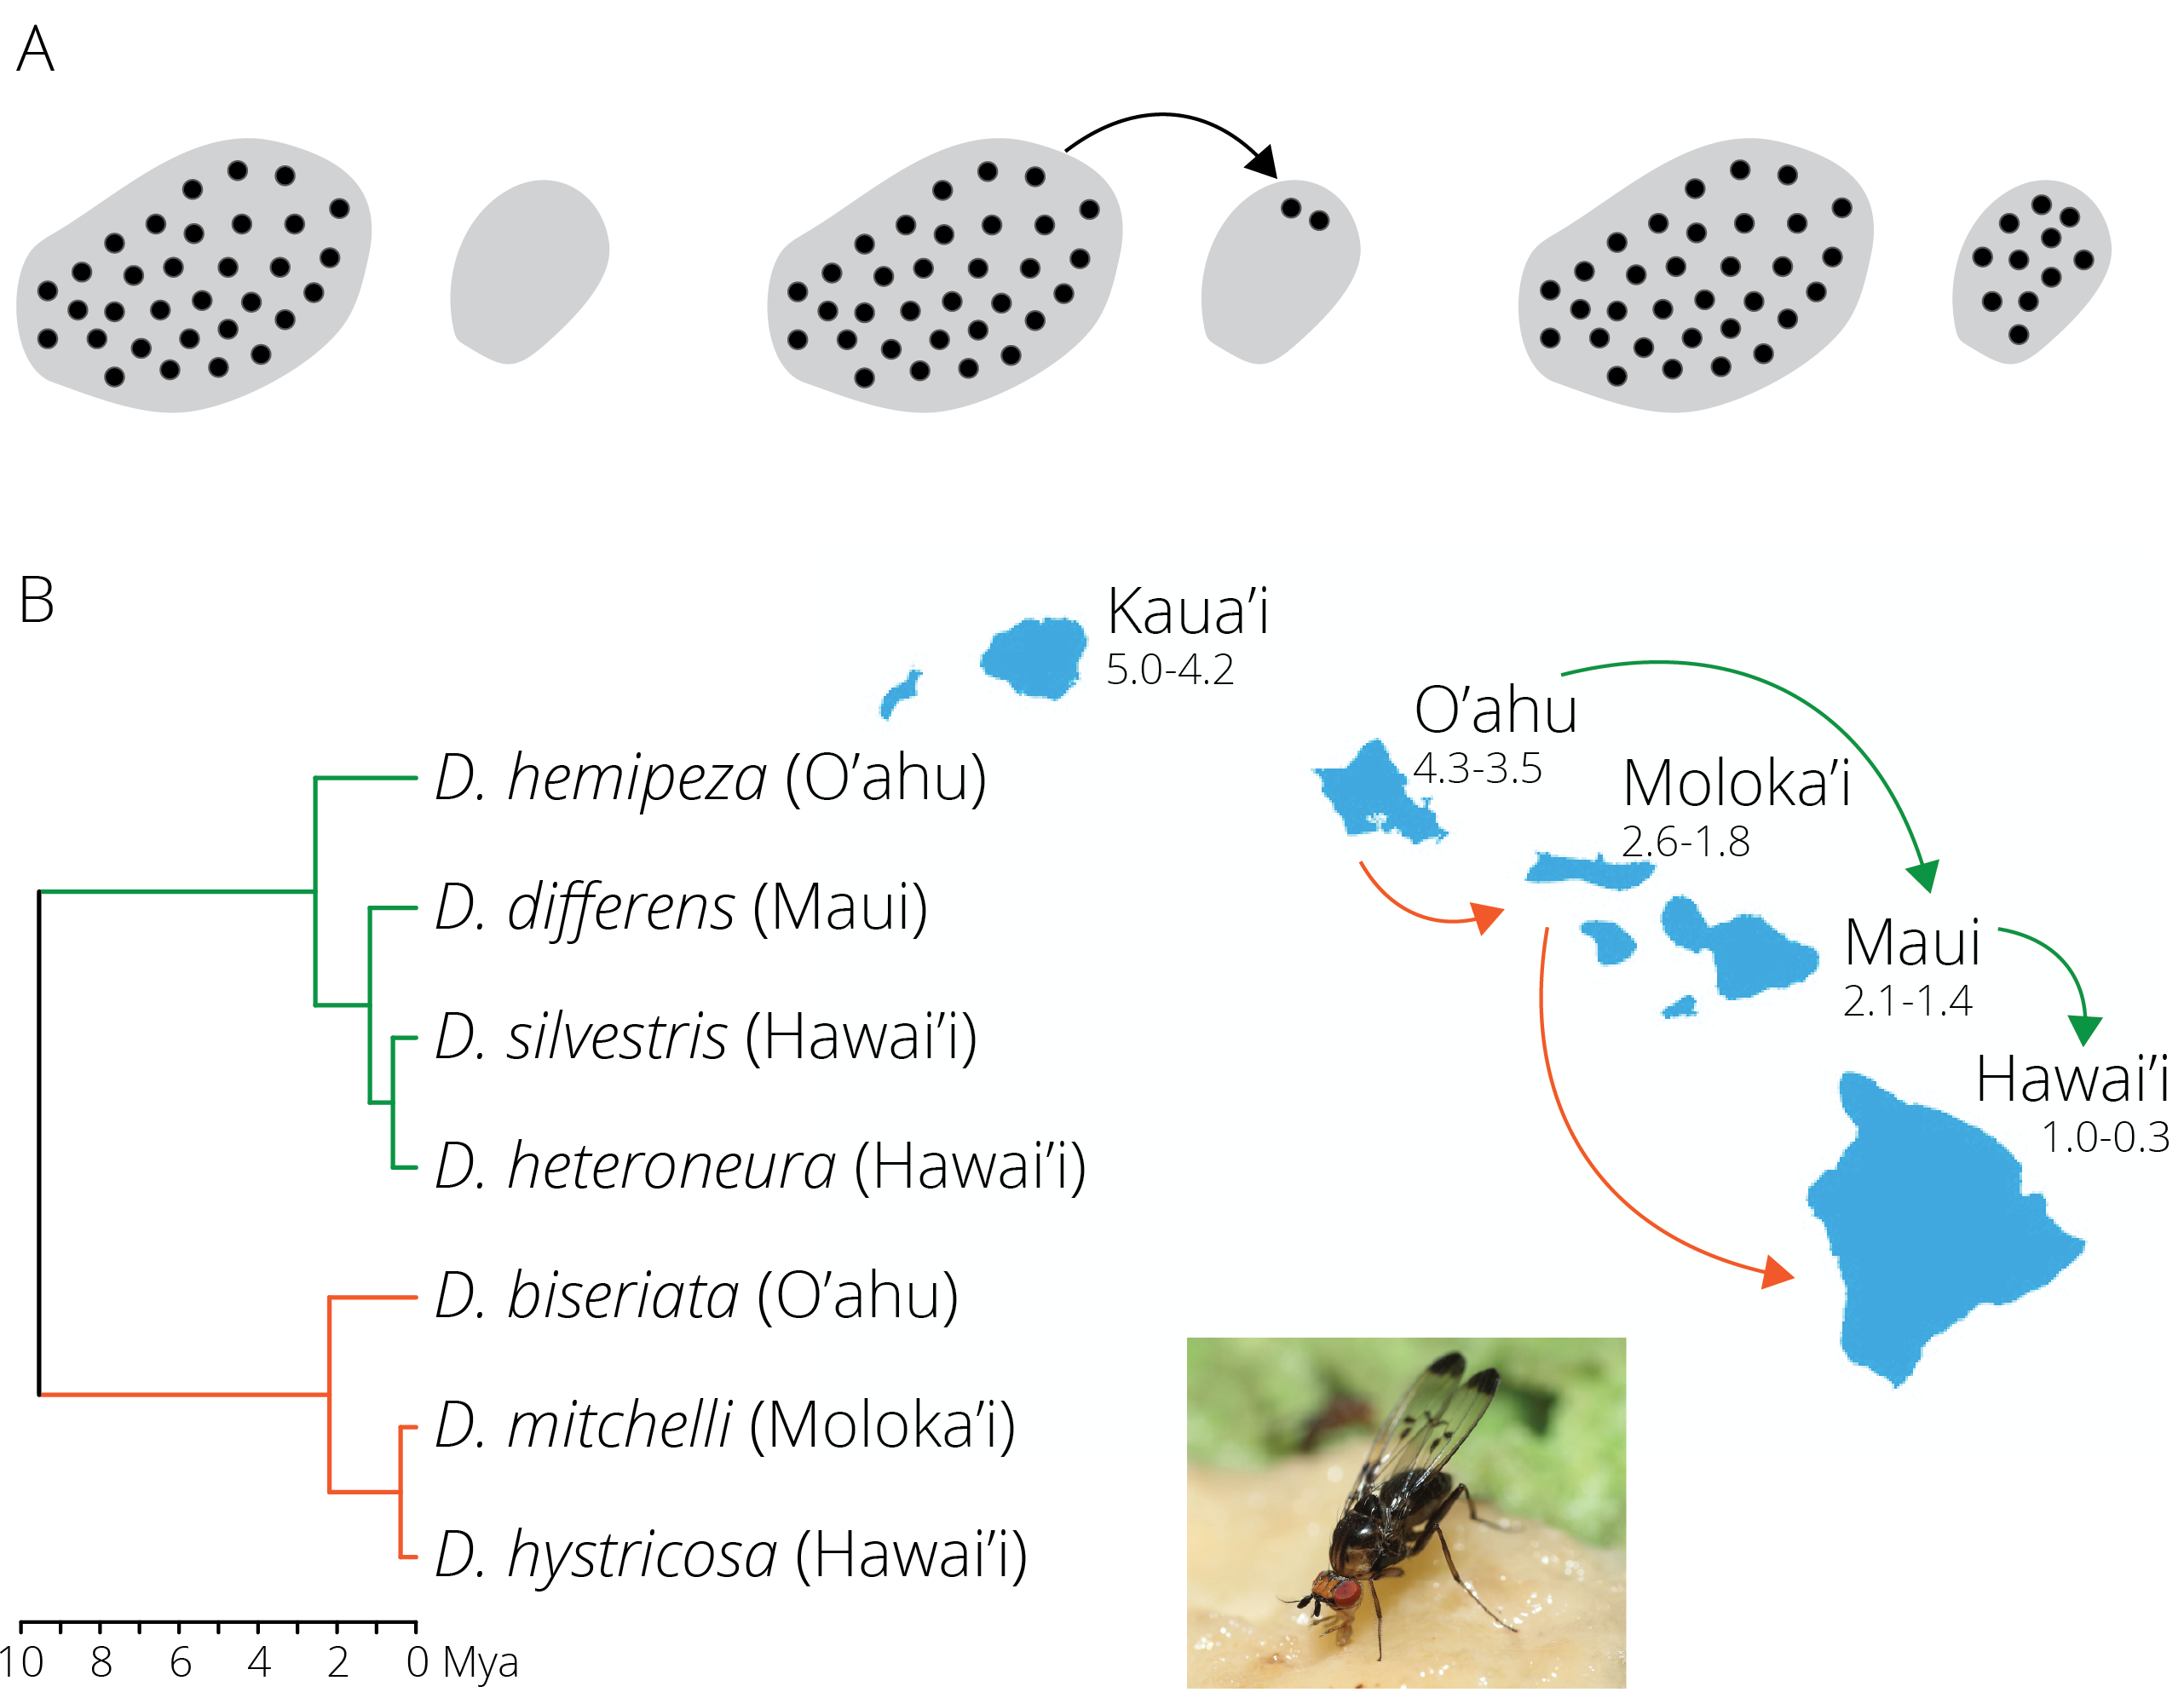 A
B
Kaua’i
5.0-4.2
O’ahu
4.3-3.5
Moloka’i
2.6-1.8
Maui
2.1-1.4
Hawai’i
1.0-0.3
D. hemipeza (O’ahu)
D. differens (Maui)
D. silvestris (Hawai’i)
D. heteroneura (Hawai’i)
D. biseriata (O’ahu)
D. mitchelli (Moloka’i)
D. hystricosa (Hawai’i)
10 8 6 4 2 0 Mya